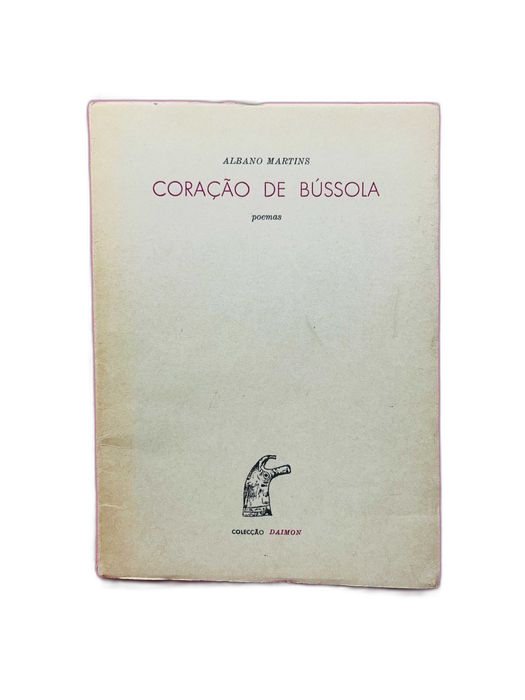 ALBANO MARTINS
CORAÇÃO DE BÚSSOLA
poemas
COLECÇÃO DAIMON